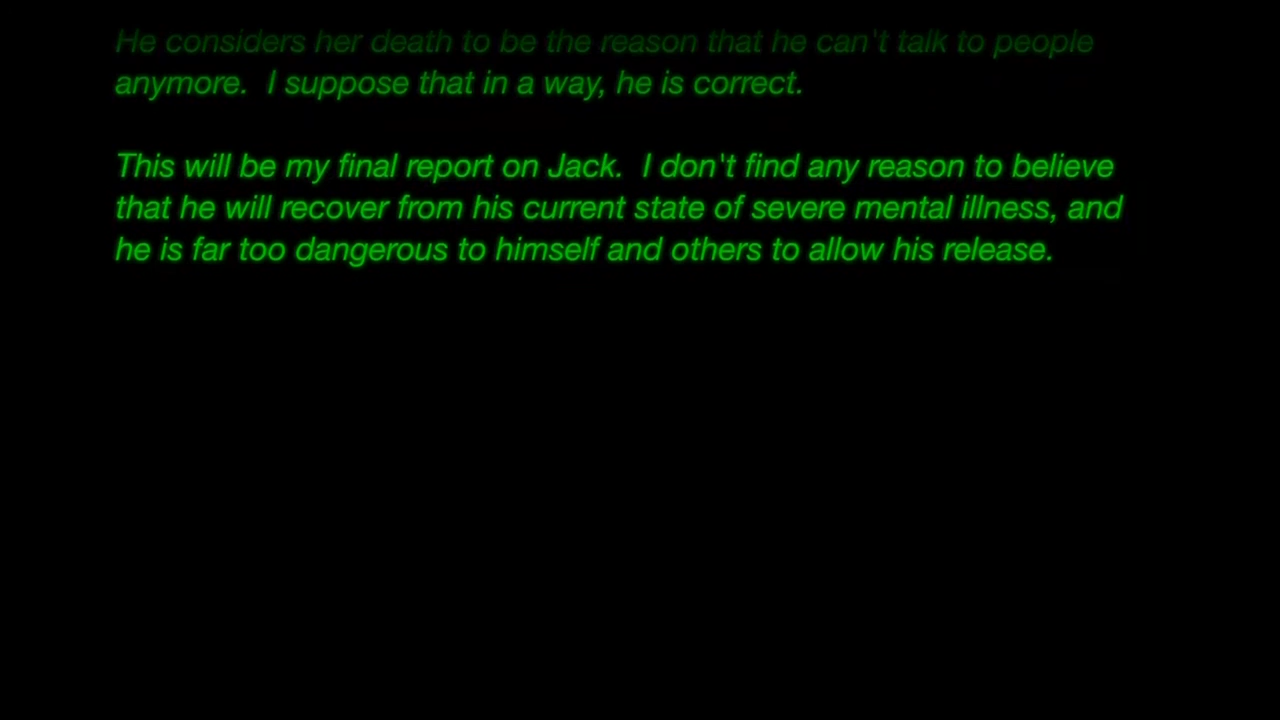 He considers her death to be the reason that he can't talk to people
anymore.  I suppose that in a way, he is correct.
This will be my final report on Jack.  I don't find any reason to believe
that he will recover from his current state of severe mental illness, and
he is far too dangerous to himself and others to allow his release.